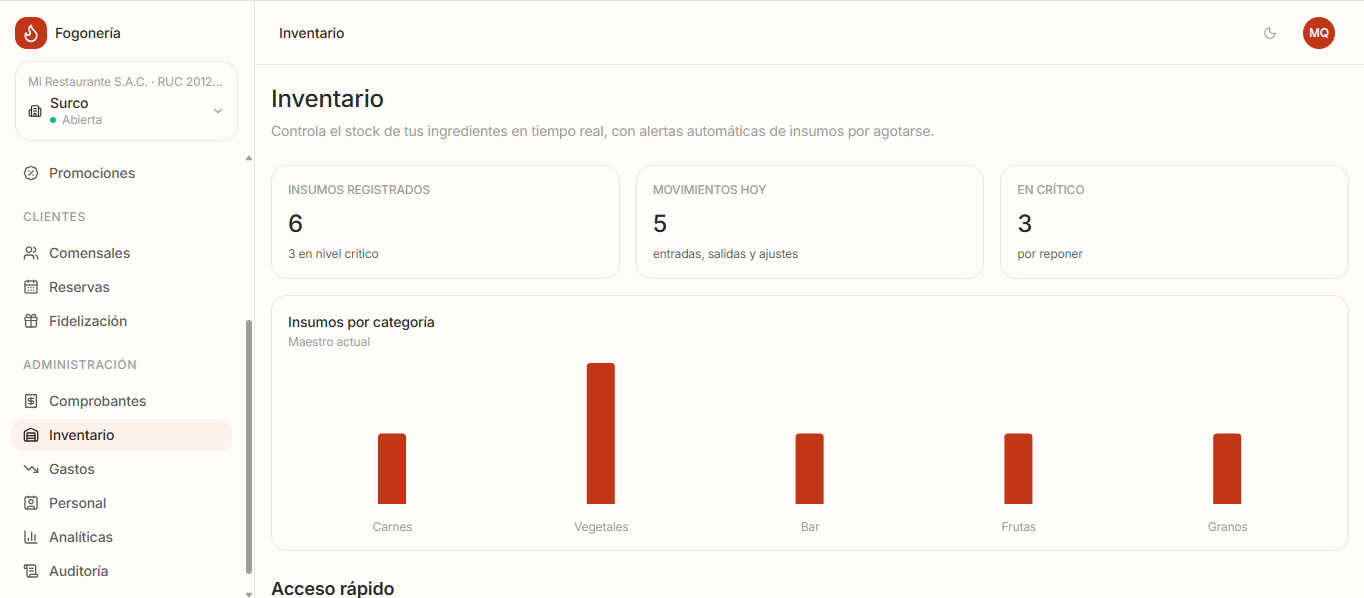 Fogonería
Mi Restaurante S.A.C. · RUC 2012...
Surco
Abierta
Promociones
CLIENTES
Comensales
Reservas
Fidelización
ADMINISTRACIÓN
Comprobantes
Inventario
Gastos
Personal
Analíticas
Auditoría
Inventario
MQ
Inventario
Controla el stock de tus ingredientes en tiempo real, con alertas automáticas de insumos por agotarse.
INSUMOS REGISTRADOS
6
3 en nivel crítico
MOVIMIENTOS HOY
5
entradas, salidas y ajustes
EN CRÍTICO
3
por reponer
Insumos por categoría
Maestro actual
Carnes
Vegetales
Bar
Frutas
Granos
Acceso rápido